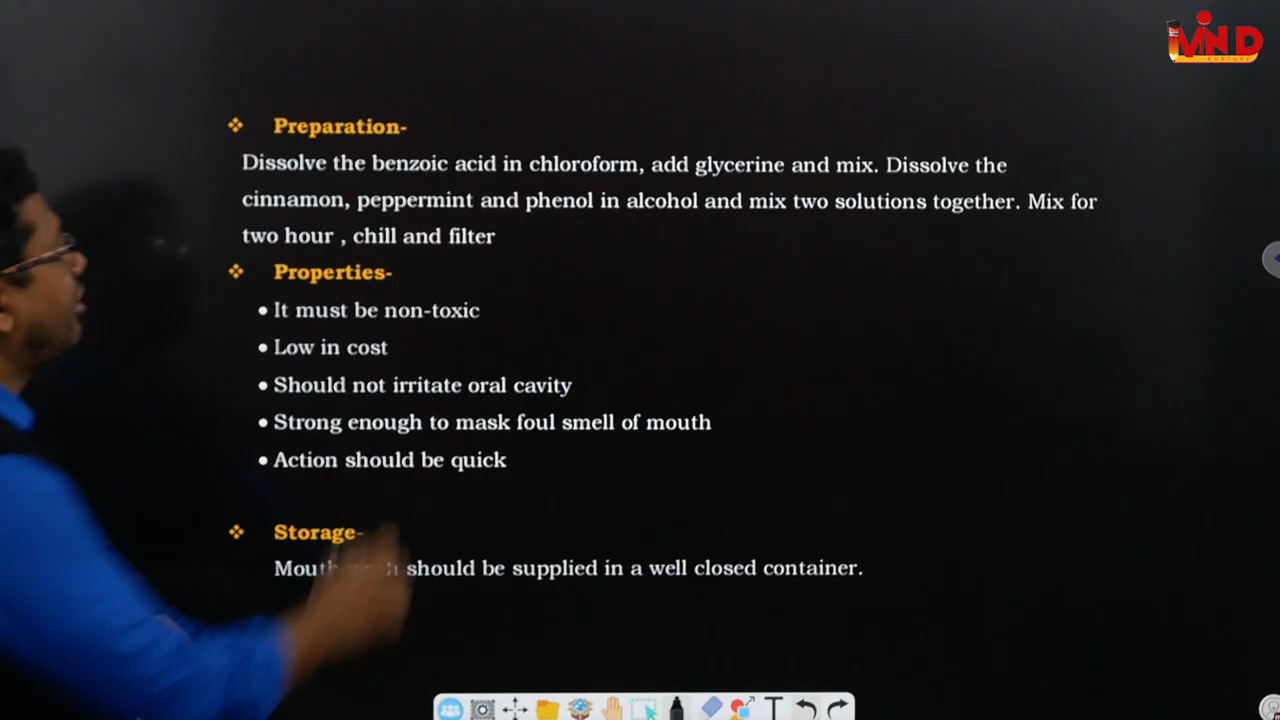 MIND
NURTURE
❖ Preparation-
Dissolve the benzoic acid in chloroform, add glycerine and mix. Dissolve the
cinnamon, peppermint and phenol in alcohol and mix two solutions together. Mix for
two hour , chill and filter
❖ Properties-
• It must be non-toxic
• Low in cost
• Should not irritate oral cavity
• Strong enough to mask foul smell of mouth
• Action should be quick
❖ Storage-
should be supplied in a well closed container.